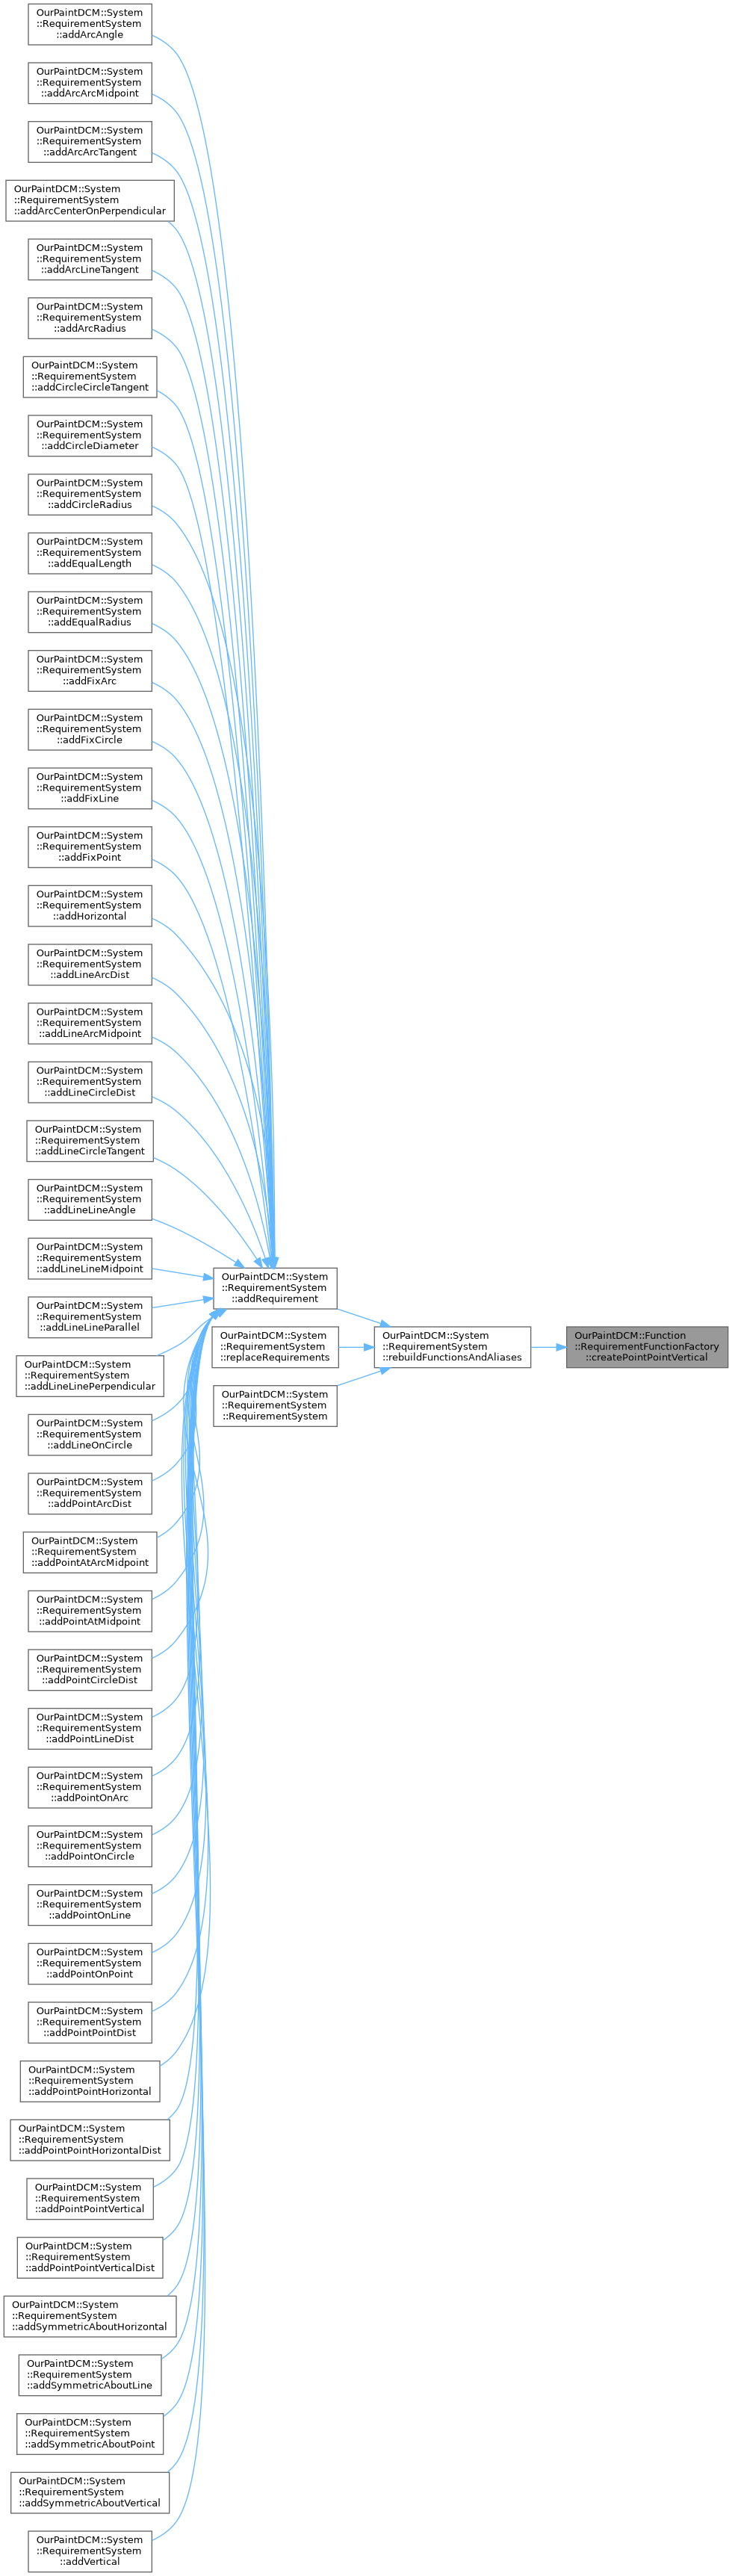 OurPaintDCM::System
::RequirementSystem
::addArcAngle
OurPaintDCM::System
::RequirementSystem
::addArcArcMidpoint
OurPaintDCM::System
::RequirementSystem
::addArcArcTangent
OurPaintDCM::System
::RequirementSystem
::addArcCenterOnPerpendicular
OurPaintDCM::System
::RequirementSystem
::addArcLineTangent
OurPaintDCM::System
::RequirementSystem
::addArcRadius
OurPaintDCM::System
::RequirementSystem
::addCircleCircleTangent
OurPaintDCM::System
::RequirementSystem
::addCircleDiameter
OurPaintDCM::System
::RequirementSystem
::addCircleRadius
OurPaintDCM::System
::RequirementSystem
::addEqualLength
OurPaintDCM::System
::RequirementSystem
::addEqualRadius
OurPaintDCM::System
::RequirementSystem
::addFixArc
OurPaintDCM::System
::RequirementSystem
::addFixCircle
OurPaintDCM::System
::RequirementSystem
::addFixLine
OurPaintDCM::System
::RequirementSystem
::addFixPoint
OurPaintDCM::System
::RequirementSystem
::addHorizontal
OurPaintDCM::System
::RequirementSystem
::addLineArcDist
OurPaintDCM::System
::RequirementSystem
::addLineArcMidpoint
OurPaintDCM::System
::RequirementSystem
::addLineCircleDist
OurPaintDCM::System
::RequirementSystem
::addLineCircleTangent
OurPaintDCM::System
::RequirementSystem
::addLineLineAngle
OurPaintDCM::System
::RequirementSystem
::addLineLineMidpoint
OurPaintDCM::System
::RequirementSystem
::addLineLineParallel
OurPaintDCM::System
::RequirementSystem
::addLineLinePerpendicular
OurPaintDCM::System
::RequirementSystem
::addLineOnCircle
OurPaintDCM::System
::RequirementSystem
::addPointArcDist
OurPaintDCM::System
::RequirementSystem
::addPointAtArcMidpoint
OurPaintDCM::System
::RequirementSystem
::addPointAtMidpoint
OurPaintDCM::System
::RequirementSystem
::addPointCircleDist
OurPaintDCM::System
::RequirementSystem
::addPointLineDist
OurPaintDCM::System
::RequirementSystem
::addPointOnArc
OurPaintDCM::System
::RequirementSystem
::addPointOnCircle
OurPaintDCM::System
::RequirementSystem
::addPointOnLine
OurPaintDCM::System
::RequirementSystem
::addPointOnPoint
OurPaintDCM::System
::RequirementSystem
::addPointPointDist
OurPaintDCM::System
::RequirementSystem
::addPointPointHorizontal
OurPaintDCM::System
::RequirementSystem
::addPointPointHorizontalDist
OurPaintDCM::System
::RequirementSystem
::addPointPointVertical
OurPaintDCM::System
::RequirementSystem
::addPointPointVerticalDist
OurPaintDCM::System
::RequirementSystem
::addSymmetricAboutHorizontal
OurPaintDCM::System
::RequirementSystem
::addSymmetricAboutLine
OurPaintDCM::System
::RequirementSystem
::addSymmetricAboutPoint
OurPaintDCM::System
::RequirementSystem
::addSymmetricAboutVertical
OurPaintDCM::System
::RequirementSystem
::addVertical
OurPaintDCM::System
::RequirementSystem
::addRequirement
OurPaintDCM::System
::RequirementSystem
::replaceRequirements
OurPaintDCM::System
::RequirementSystem
::RequirementSystem
OurPaintDCM::System
::RequirementSystem
::rebuildFunctionsAndAliases
OurPaintDCM::Function
::RequirementFunctionFactory
::createPointPointVertical